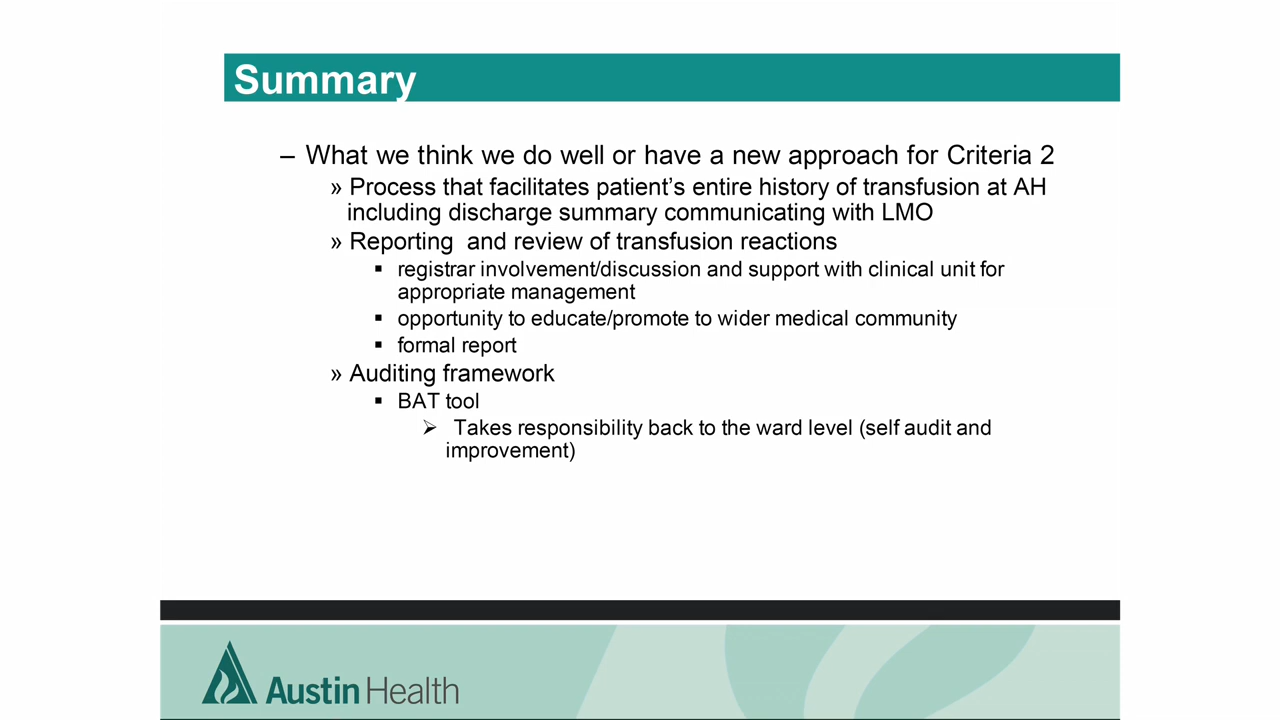 Summary
– What we think we do well or have a new approach for Criteria 2
» Process that facilitates patient’s entire history of transfusion at AH
including discharge summary communicating with LMO
» Reporting  and review of transfusion reactions
▪ registrar involvement/discussion and support with clinical unit for
appropriate management
▪ opportunity to educate/promote to wider medical community
▪ formal report
» Auditing framework
▪ BAT tool
➢ Takes responsibility back to the ward level (self audit and
improvement)
Austin Health